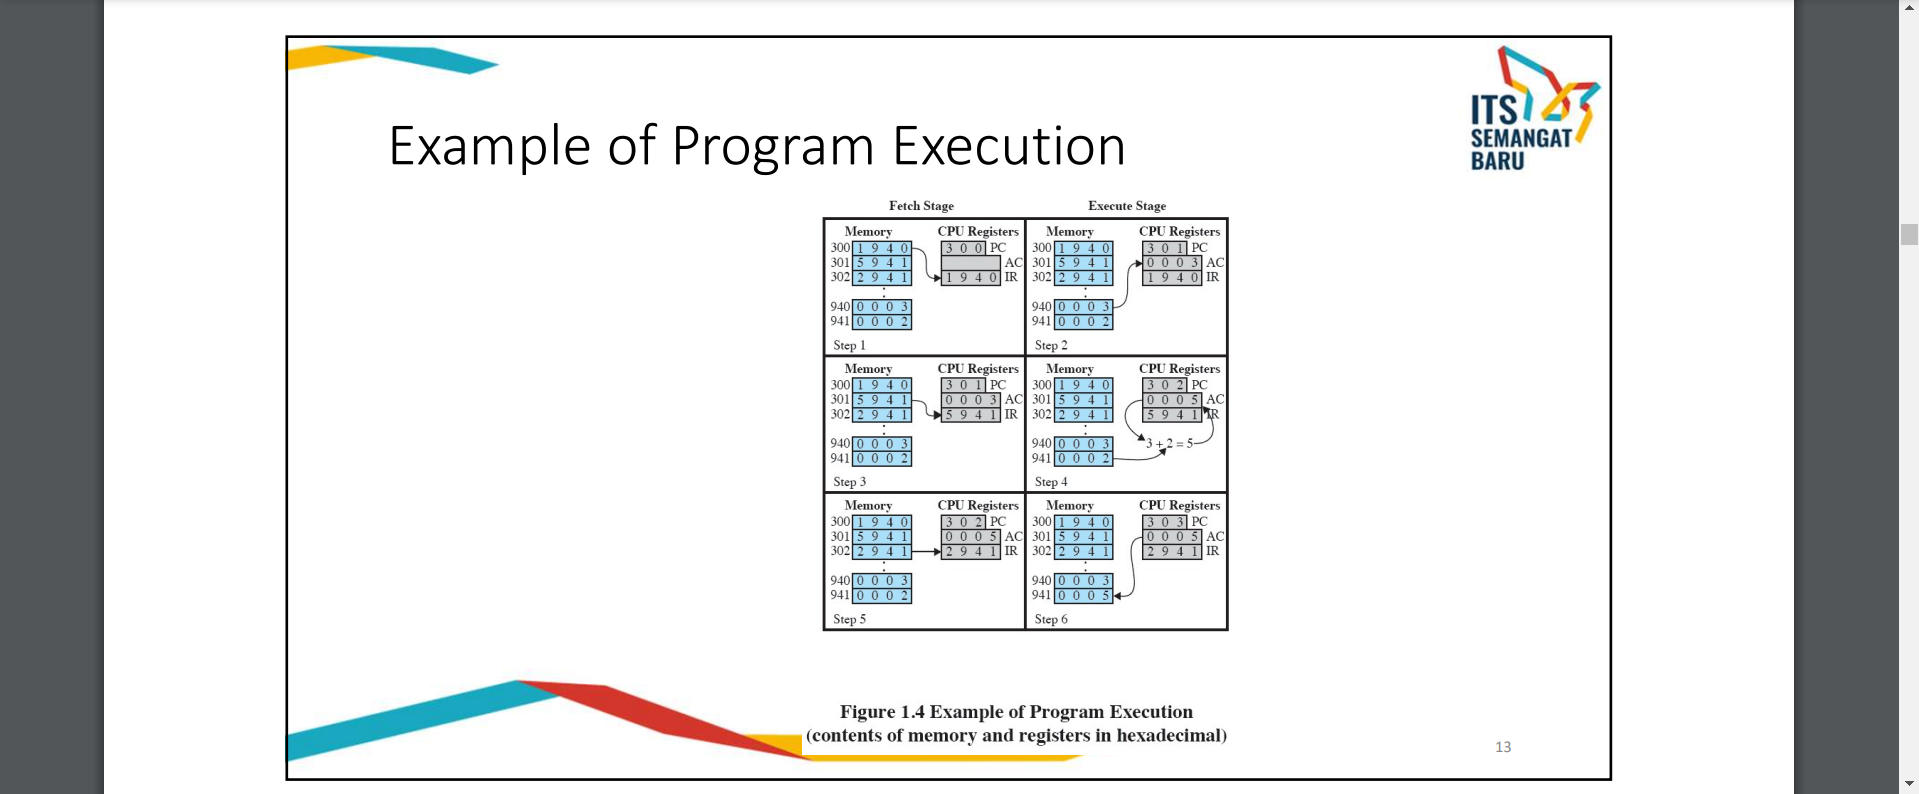 ITS
SEMANGAT
BARU
Example of Program Execution
Fetch Stage Execute Stage
Memory CPU Registers Memory CPU Registers
300 1 9 4 0 3 0 0 PC 300 1 9 4 0 3 0 1 PC
301 5 9 4 1 AC 301 5 9 4 1 0 0 0 3 AC
302 2 9 4 1 1 9 4 0 IR 302 2 9 4 1 1 9 4 0 IR
940 0 0 0 3 940 0 0 0 3
941 0 0 0 2 941 0 0 0 2
Step 1 Step 2
Memory CPU Registers Memory CPU Registers
300 1 9 4 0 3 0 1 PC 300 1 9 4 0 3 0 2 PC
301 5 9 4 1 0 0 0 3 AC 301 5 9 4 1 0 0 0 5 AC
302 2 9 4 1 5 9 4 1 IR 302 2 9 4 1 5 9 4 1 IR
940 0 0 0 3 940 0 0 0 3 3 + 2 = 5
941 0 0 0 2 941 0 0 0 2
Step 3 Step 4
Memory CPU Registers Memory CPU Registers
300 1 9 4 0 3 0 2 PC 300 1 9 4 0 3 0 3 PC
301 5 9 4 1 0 0 0 5 AC 301 5 9 4 1 0 0 0 5 AC
302 2 9 4 1 2 9 4 1 IR 302 2 9 4 1 2 9 4 1 IR
940 0 0 0 3 940 0 0 0 3
941 0 0 0 2 941 0 0 0 5
Step 5 Step 6
Figure 1.4 Example of Program Execution
(contents of memory and registers in hexadecimal)
13